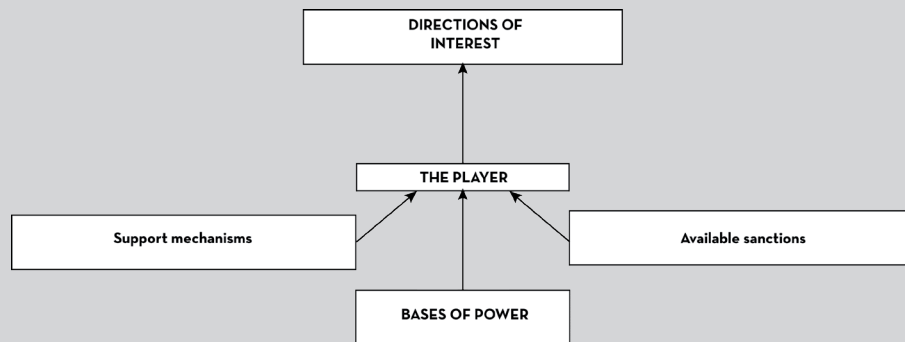 DIRECTIONS OF
INTEREST
THE PLAYER
Support mechanisms
Available sanctions
BASES OF POWER